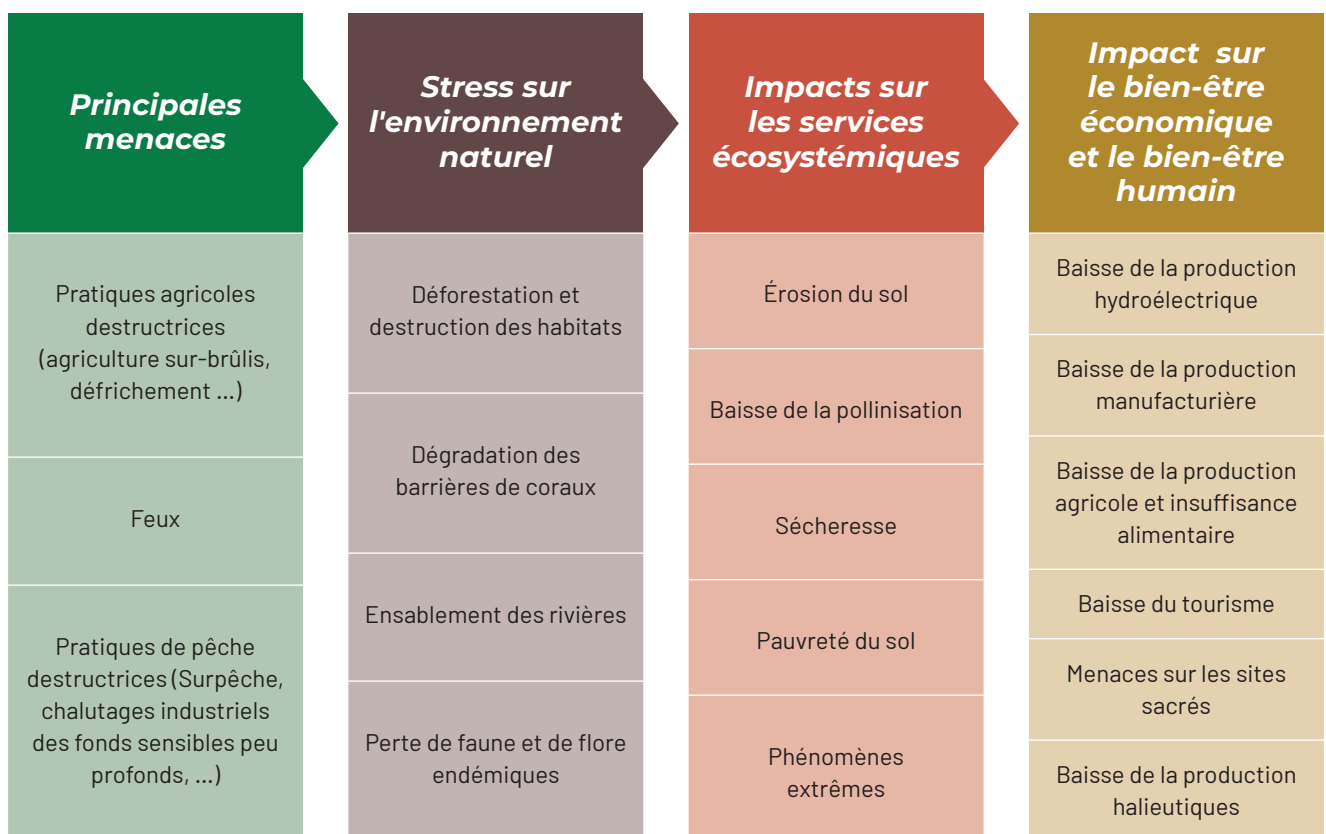 Principales
menaces
Stress sur
l'environnement
naturel
Impacts sur
les services
écosystémiques
Impact sur
le bien-être
économique
et le bien-être
humain
Pratiques agricoles
destructrices
(agriculture sur-brûlis,
défrichement ...)
Feux
Pratiques de pêche
destructrices (Surpêche,
chalutages industriels
des fonds sensibles peu
profonds, ...)
Déforestation et
destruction des habitats
Dégradation des
barrières de coraux
Ensablement des rivières
Perte de faune et de flore
endémiques
Érosion du sol
Baisse de la pollinisation
Sécheresse
Pauvreté du sol
Phénomènes
extrêmes
Baisse de la production
hydroélectrique
Baisse de la production
manufacturière
Baisse de la production
agricole et insuffisance
alimentaire
Baisse du tourisme
Menaces sur les sites
sacrés
Baisse de la production
halieutiques